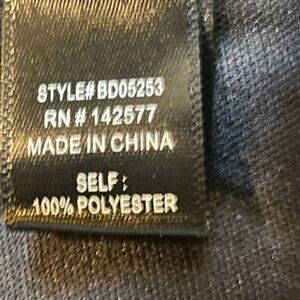 STYLE# BD05253
RN # 142577
MADE IN CHINA
SELF:
100% POLYESTER